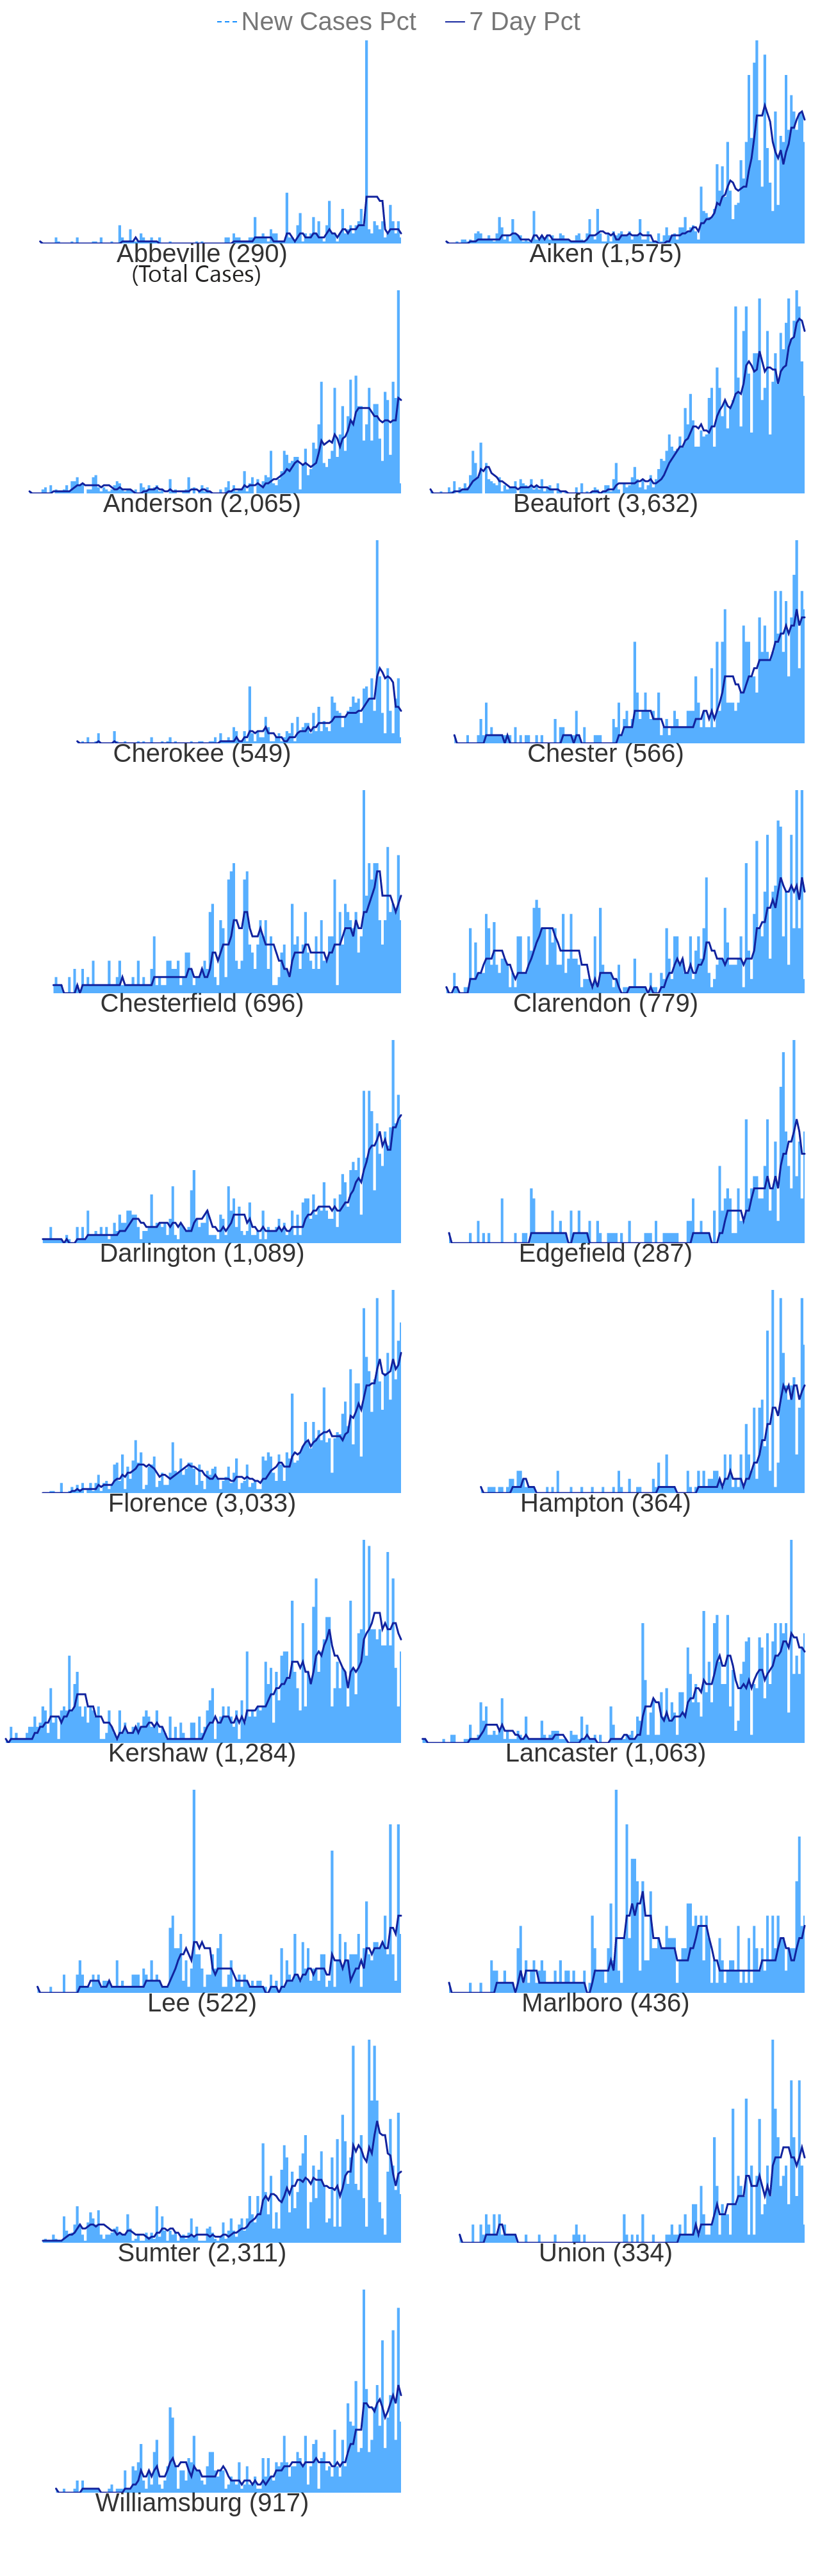 New Cases Pct 7 Day Pct
Abbeville (290) Aiken (1,575)
(Total Cases)
Anderson (2,065) Beaufort (3,632)
Cherokee (549) Chester (566)
Chesterfield (696) Clarendon (779)
Darlington (1,089) Edgefield (287)
Florence (3,033) Hampton (364)
Kershaw (1,284) Lancaster (1,063)
Lee (522) Marlboro (436)
Sumter (2,311) Union (334)
Williamsburg (917)